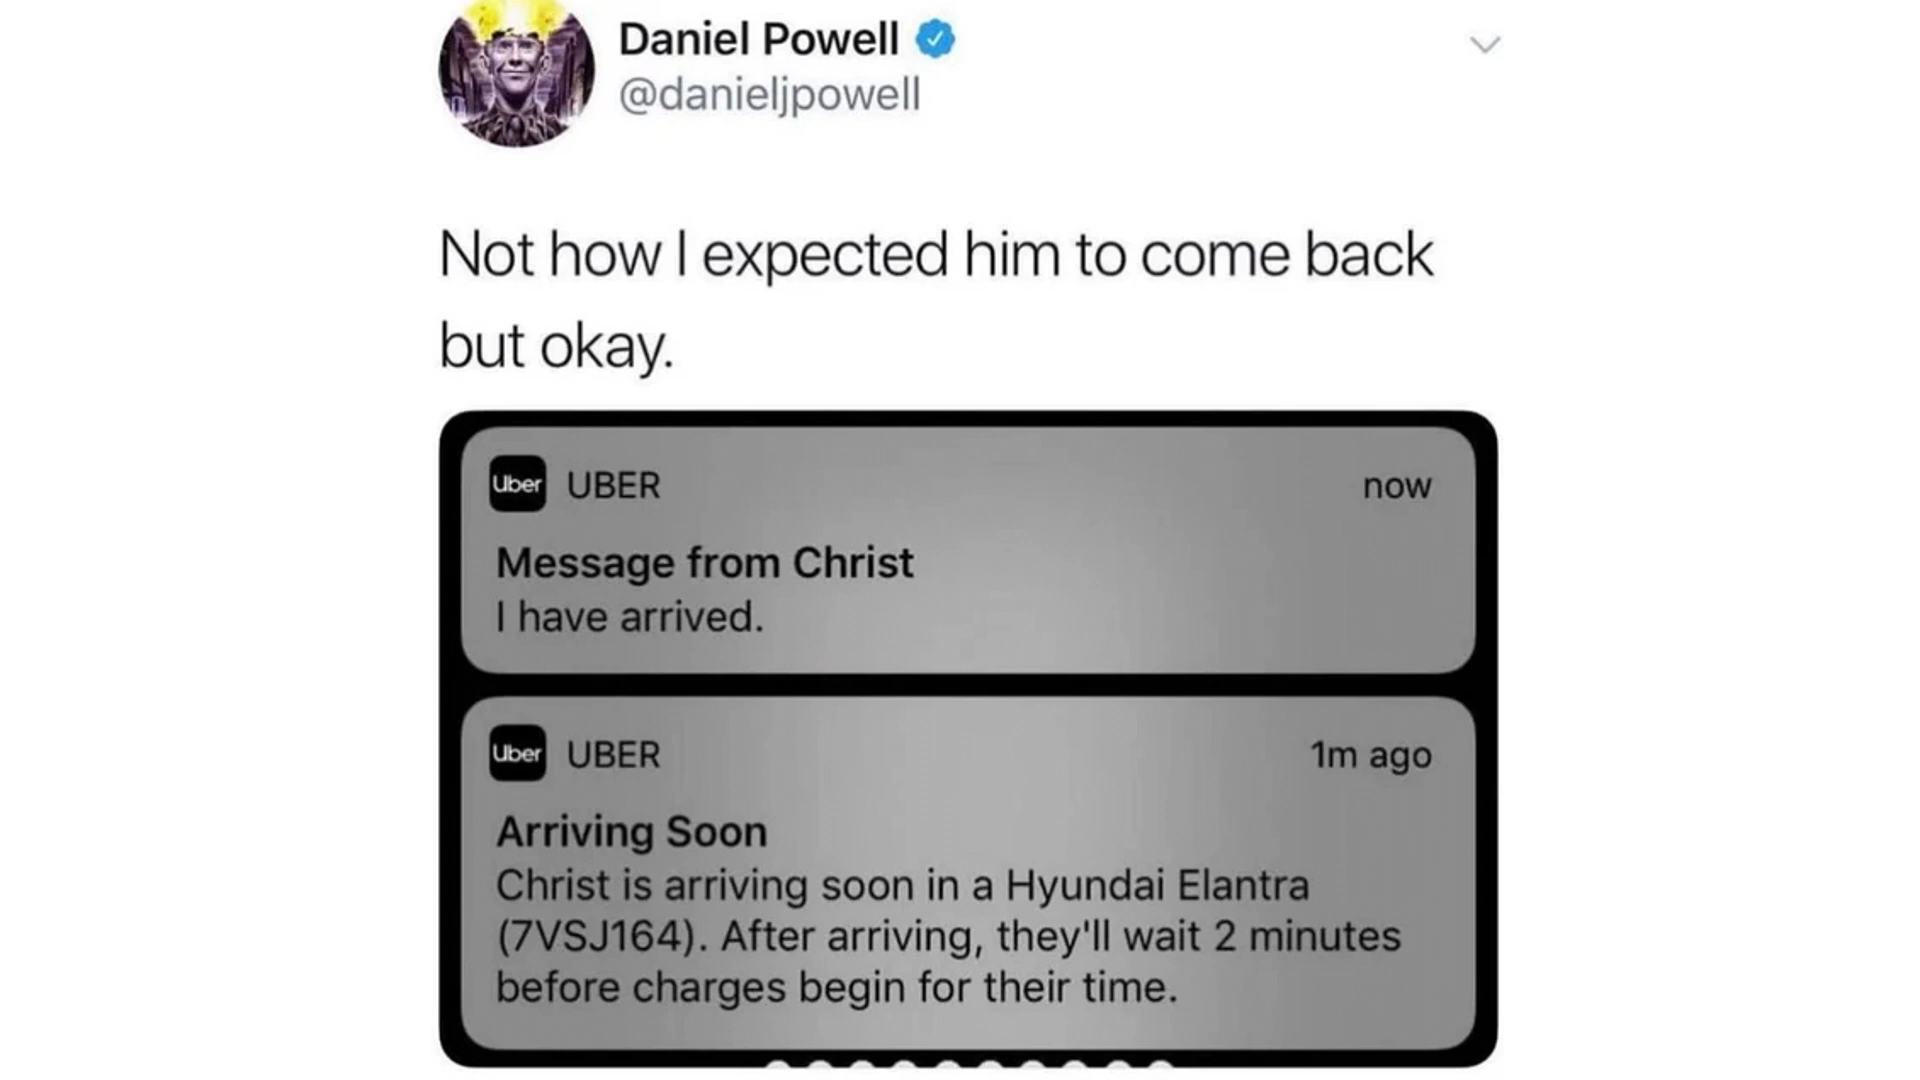 Daniel Powell
@danieljpowell
Not how I expected him to come back
but okay.
Uber UBER now
Message from Christ
I have arrived.
Uber UBER 1m ago
Arriving Soon
Christ is arriving soon in a Hyundai Elantra
(7VSJ164). After arriving, they'll wait 2 minutes
before charges begin for their time.